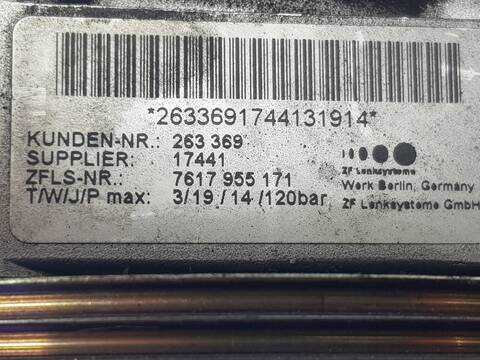 *2633691744131914*
KUNDEN-NR.: 263 369
SUPPLIER: 17441
ZFLS-NR.: 7617 955 171
T/W/J/P max: 3/19/14/120bar
ZF Lenksysteme
Werk Berlin, Germany
ZF Lenksysteme GmbH